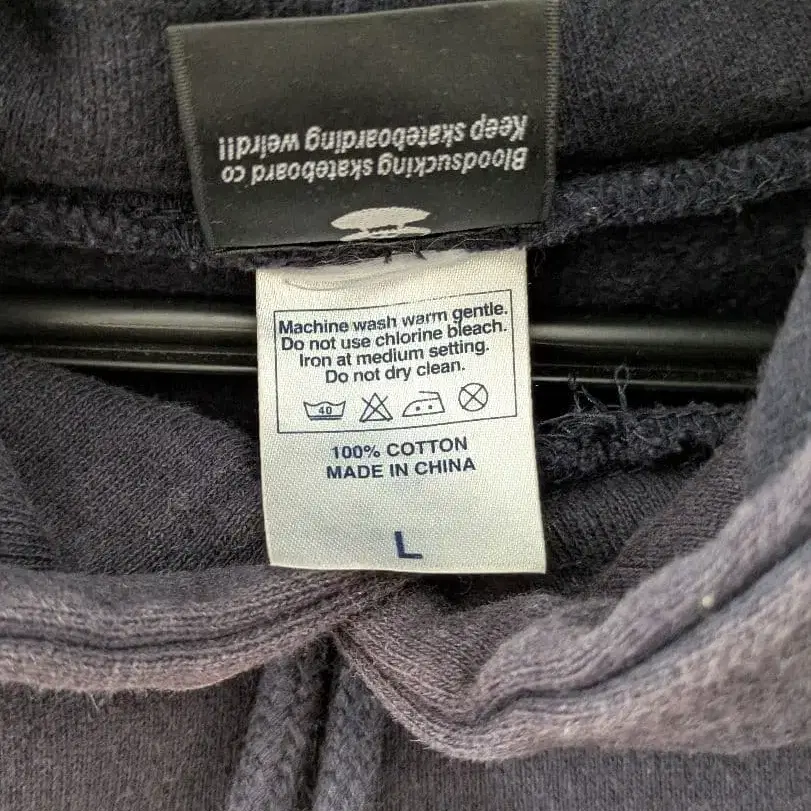 Bloodsucking skateboard co
Keep skateboarding weird!!
Machine wash warm gentle.
Do not use chlorine bleach.
Iron at medium setting.
Do not dry clean.
40
100% COTTON
MADE IN CHINA
L